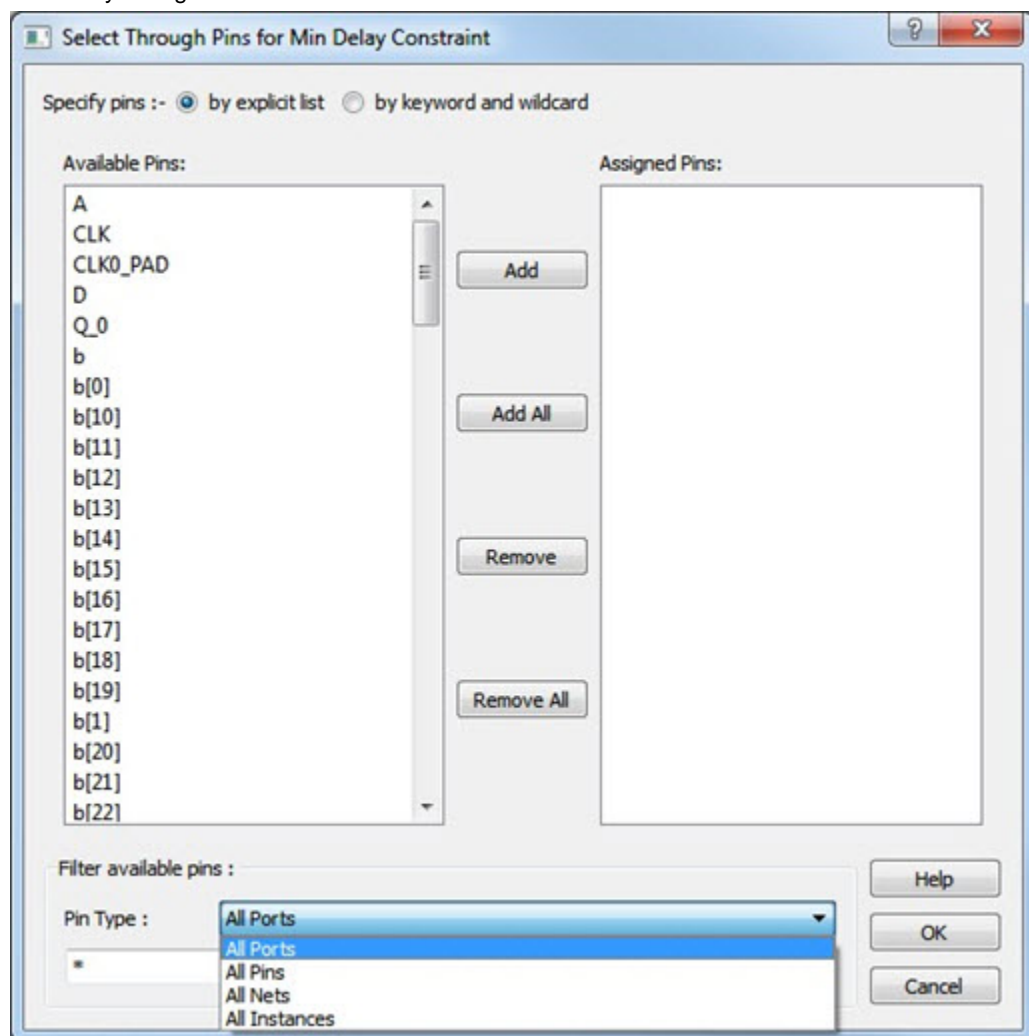 Select Through Pins for Min Delay Constraint
Specify pins :- by explicit list by keyword and wildcard
Available Pins:
A
CLK
CLK0_PAD
D
Q_0
b
b[0]
b[10]
b[11]
b[12]
b[13]
b[14]
b[15]
b[16]
b[17]
b[18]
b[19]
b[1]
b[20]
b[21]
b[22]
Add
Add All
Remove
Remove All
Assigned Pins:
Filter available pins :
Pin Type : All Ports
All Ports
All Pins
All Nets
All Instances
*
Help
OK
Cancel